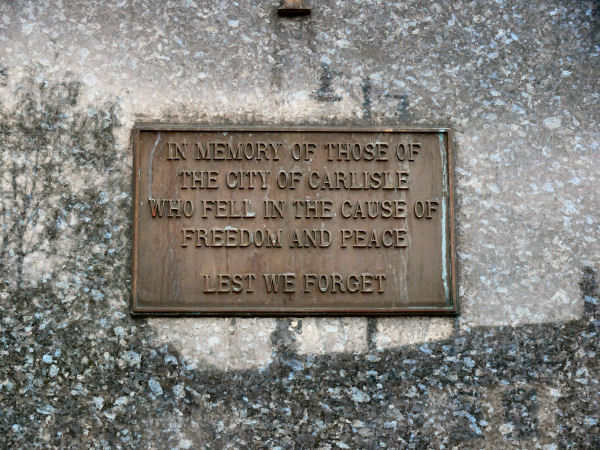 IN MEMORY OF THOSE OF
THE CITY OF CARLISLE
WHO FELL IN THE CAUSE OF
FREEDOM AND PEACE
LEST WE FORGET